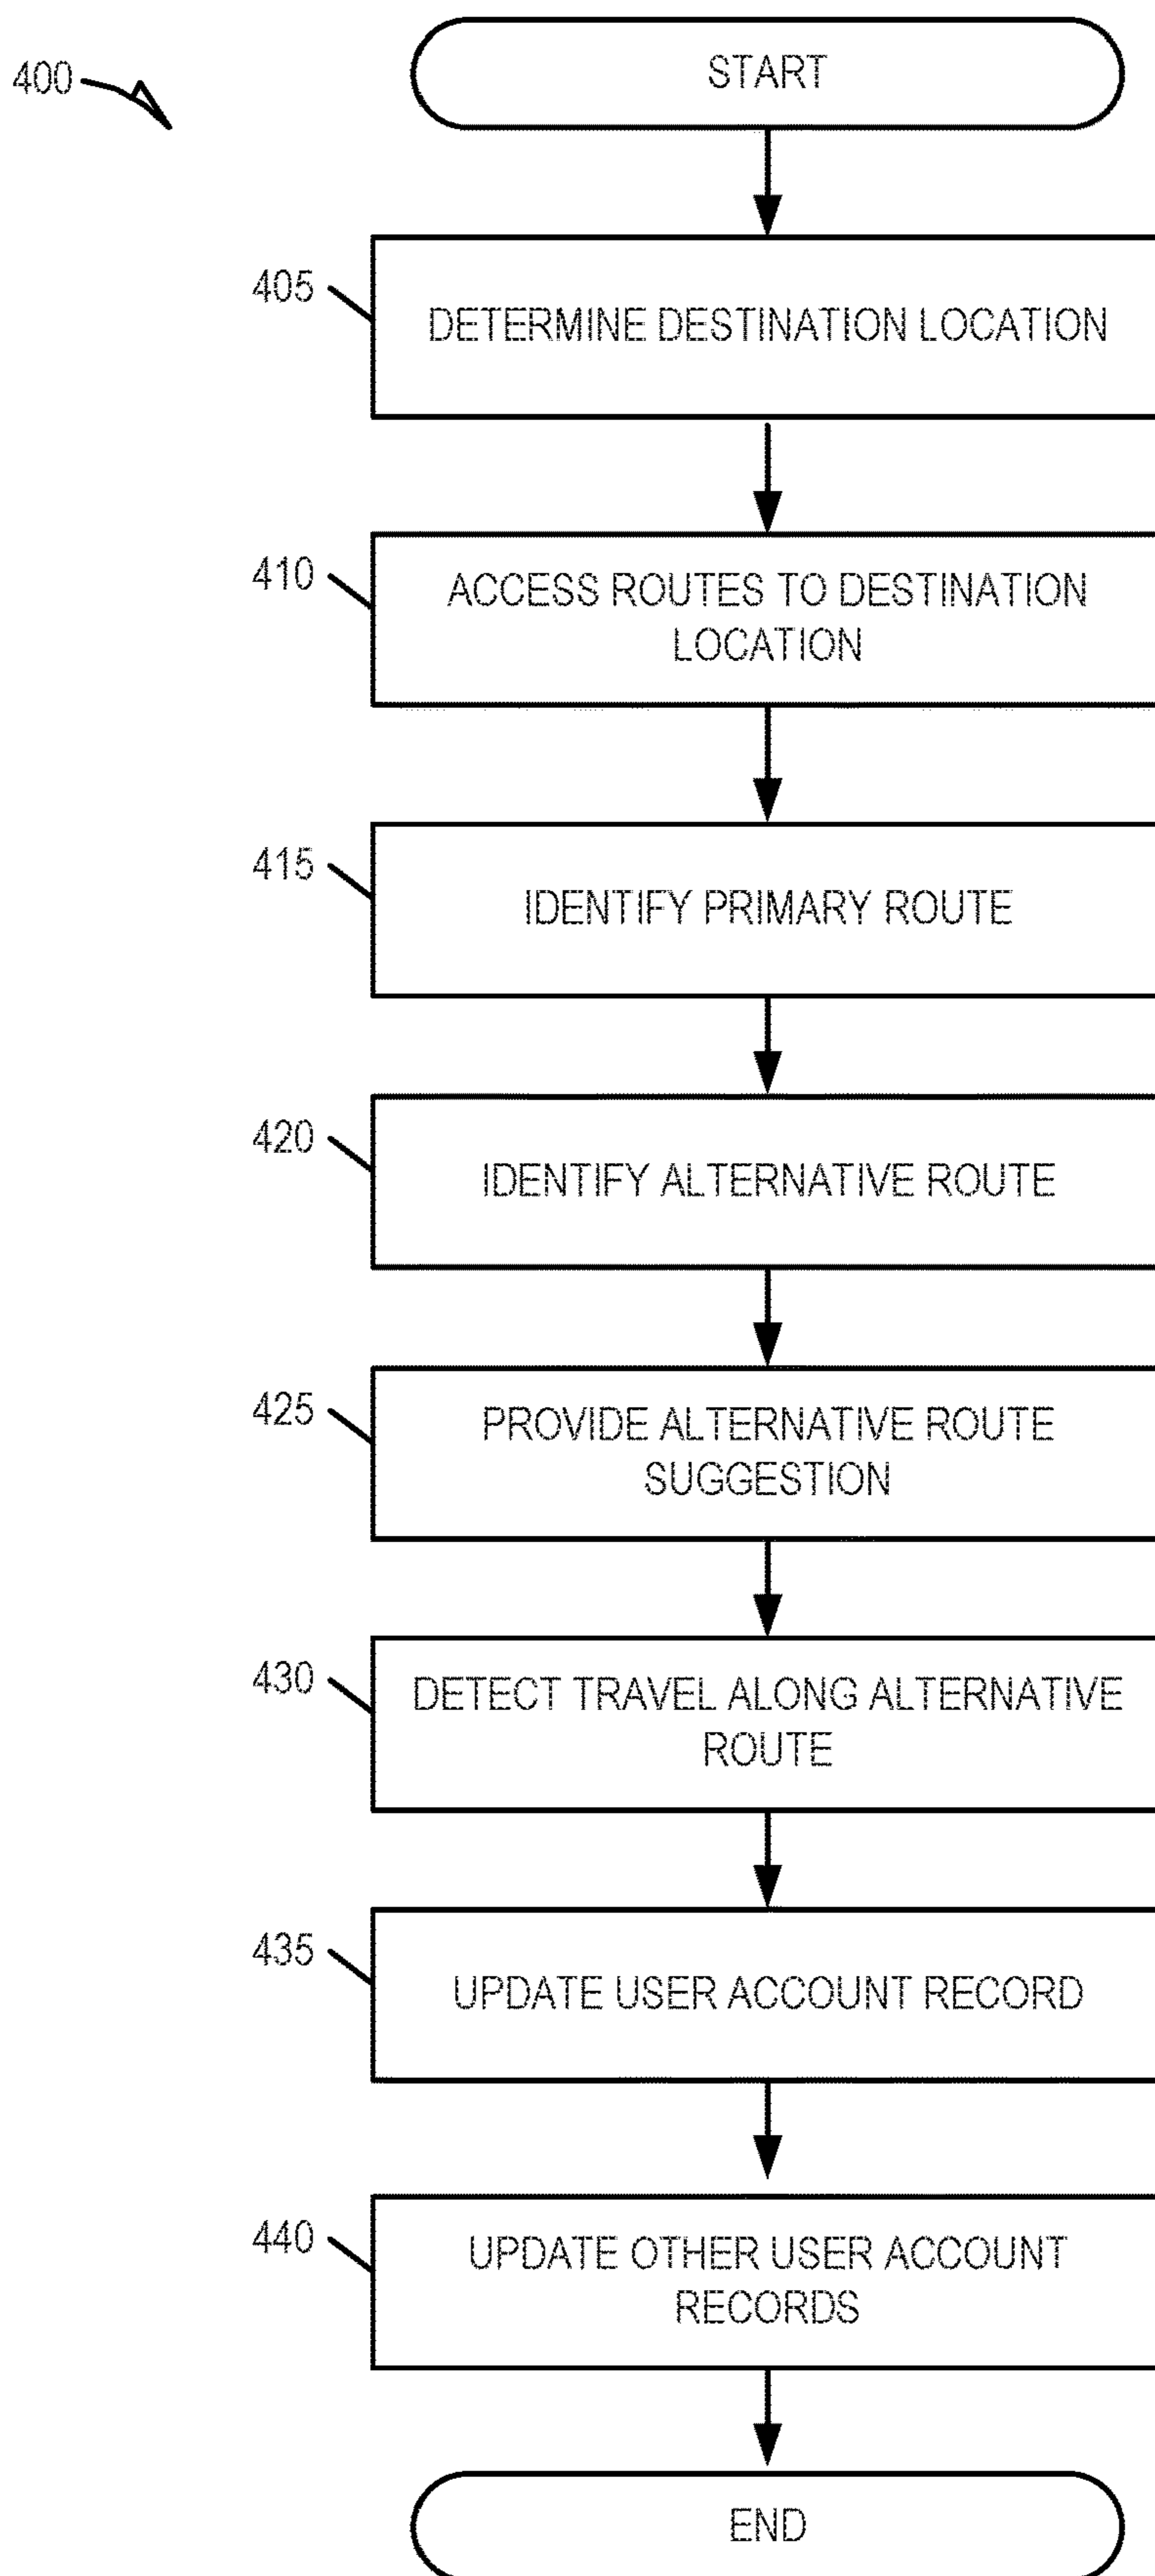 400
START
405
DETERMINE DESTINATION LOCATION
410
ACCESS ROUTES TO DESTINATION
LOCATION
415
IDENTIFY PRIMARY ROUTE
420
IDENTIFY ALTERNATIVE ROUTE
425
PROVIDE ALTERNATIVE ROUTE
SUGGESTION
430
DETECT TRAVEL ALONG ALTERNATIVE
ROUTE
435
UPDATE USER ACCOUNT RECORD
440
UPDATE OTHER USER ACCOUNT
RECORDS
END